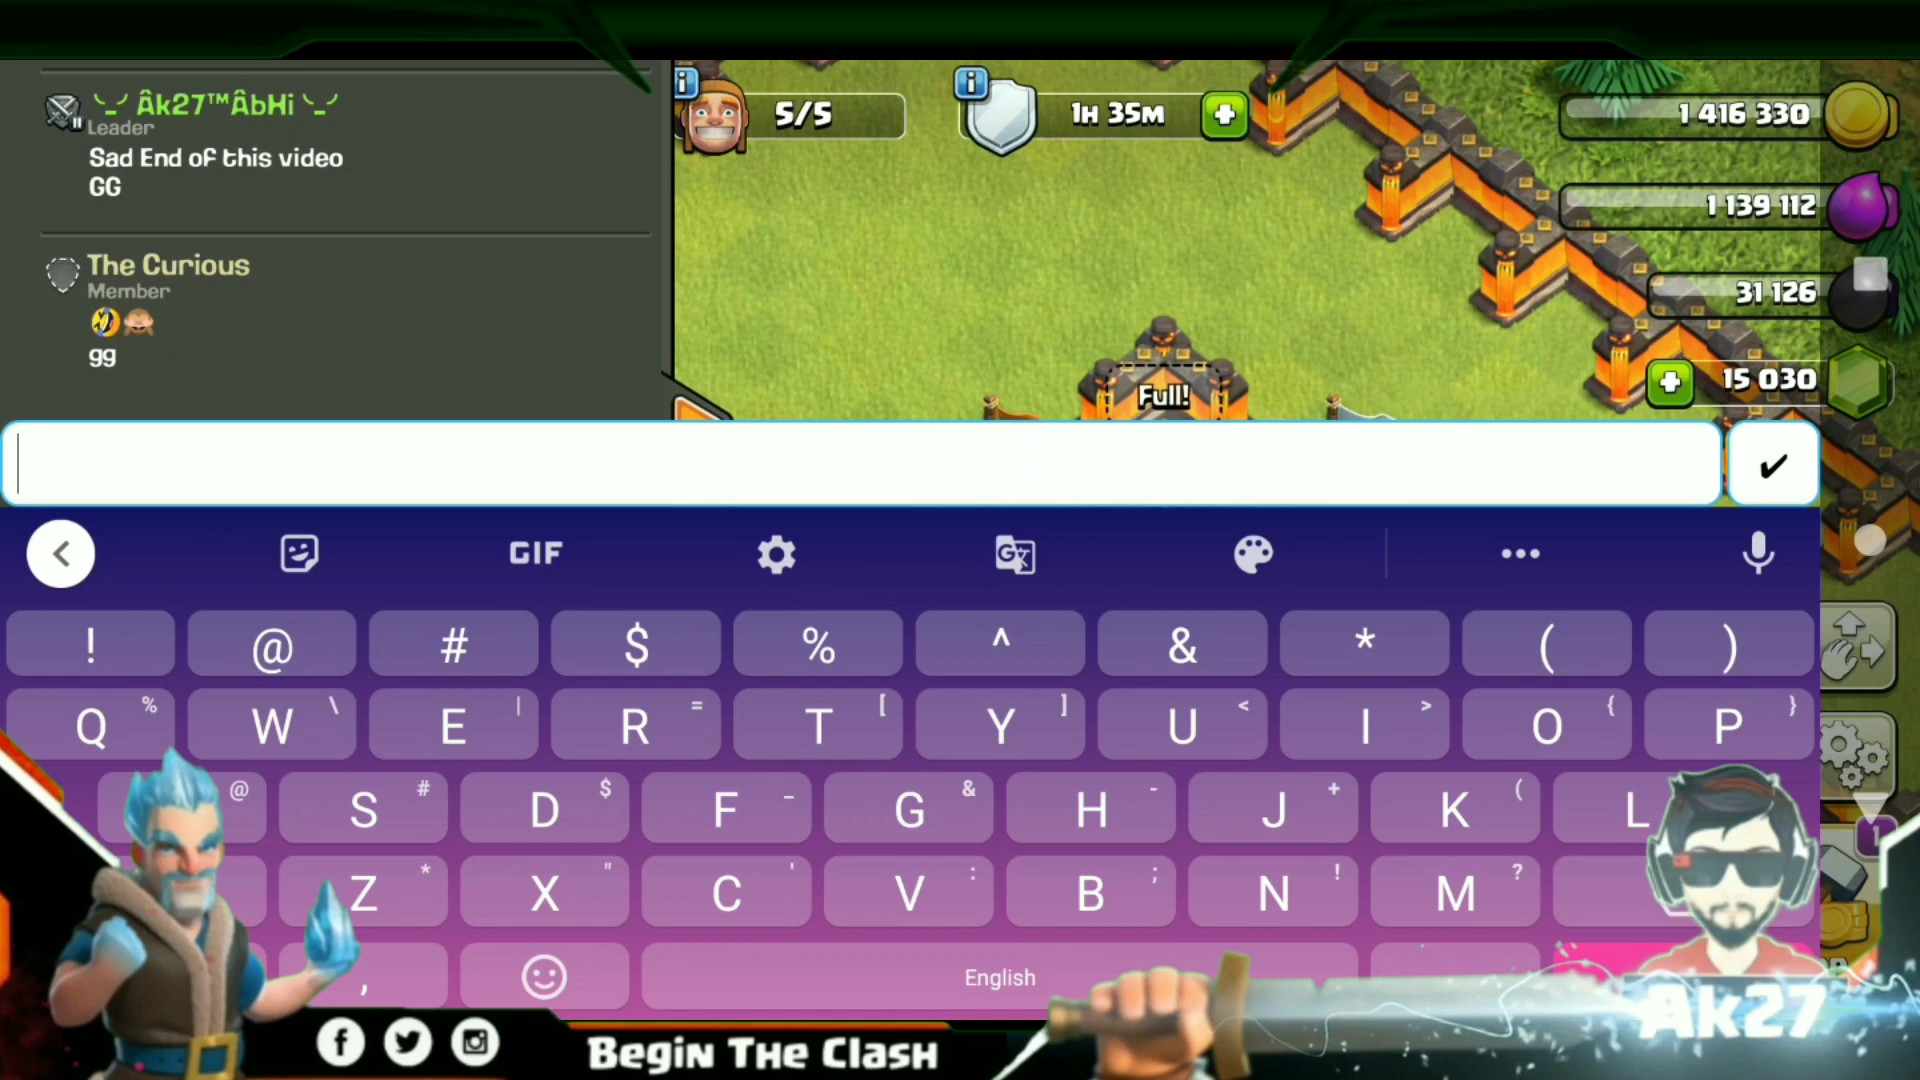 ╰‿╯Âk27™ÂbHi ╰‿╯
Leader
Sad End of this video
GG
The Curious
Member
🤣🙈
gg
i
5/5
i
1H 35M
1 416 330
1 139 112
31 126
15 030
Full!
✔
GIF
G
! @ # $ % ^ & * ( )
Q % W \ E | R = T [ Y ] U < I > O { P }
@ S # D $ F _ G & H - J + K ( L
Z * X " C ' V : B ; N ! M ?
1
, English
Begin The Clash
Ak27